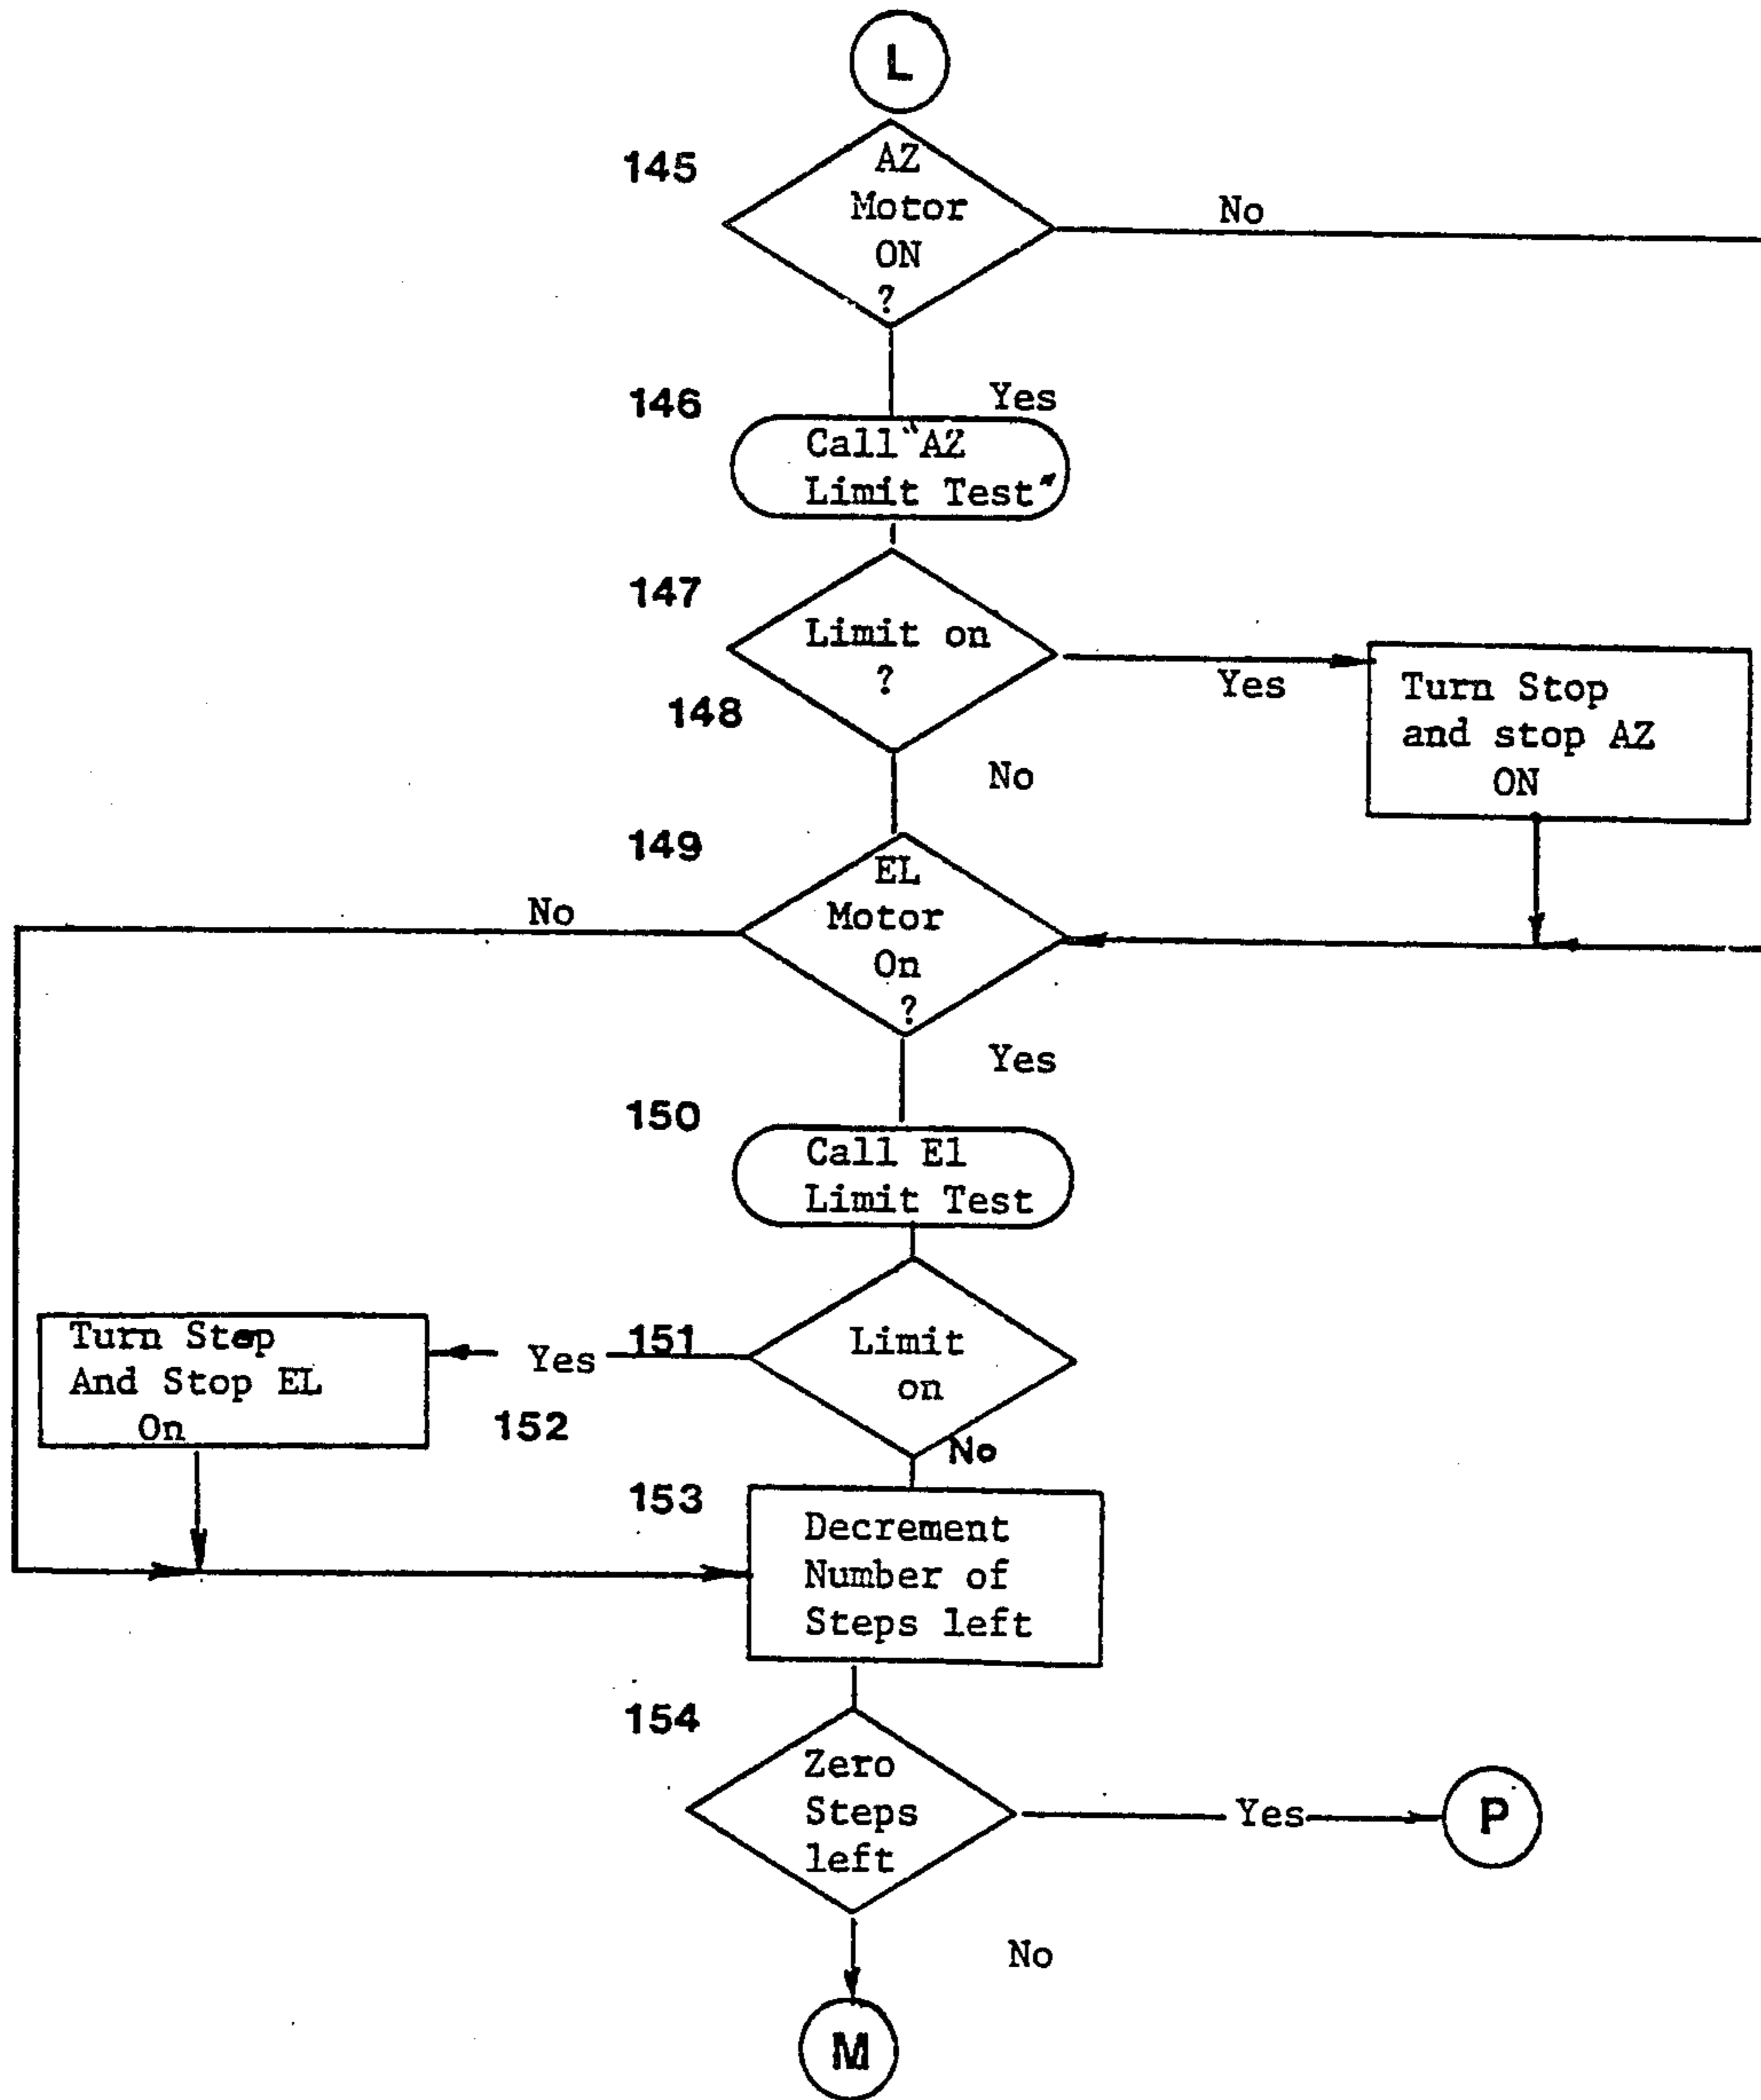 L
145
AZ
Motor
ON
?
No
146
Yes
Call "AZ
Limit Test"
147
Limit on
?
Yes
148
Turn Stop
and stop AZ
ON
No
149
EL
Motor
On
?
No
Yes
150
Call El
Limit Test
151
Limit
on
Yes
Turn Stop
And Stop EL
On
152
No
153
Decrement
Number of
Steps left
154
Zero
Steps
left
Yes
P
No
M